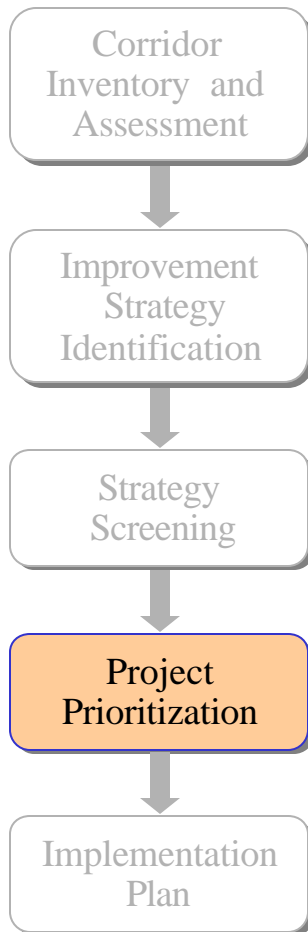 Corridor
Inventory and
Assessment
Improvement
Strategy
Identification
Strategy
Screening
Project
Prioritization
Implementation
Plan